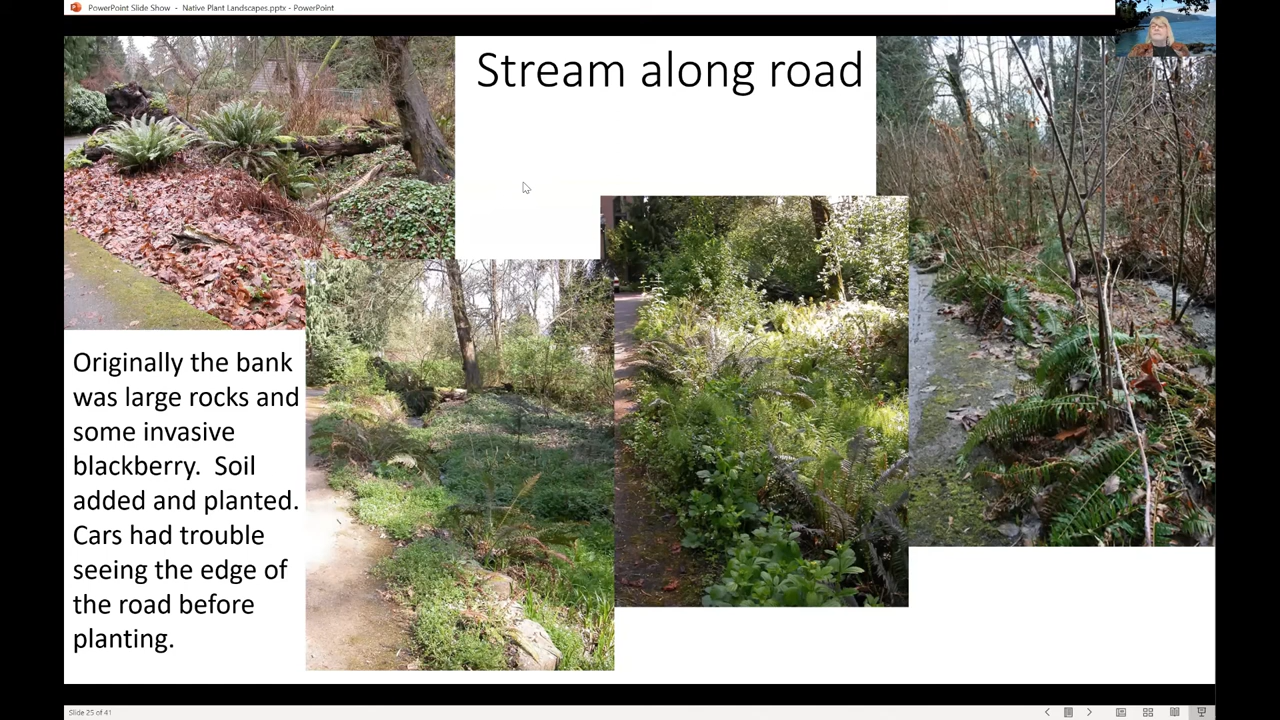 PowerPoint Slide Show - Native Plant Landscapes.pptx - PowerPoint
Stream along road
Originally the bank
was large rocks and
some invasive
blackberry. Soil
added and planted.
Cars had trouble
seeing the edge of
the road before
planting.
Slide 25 of 41